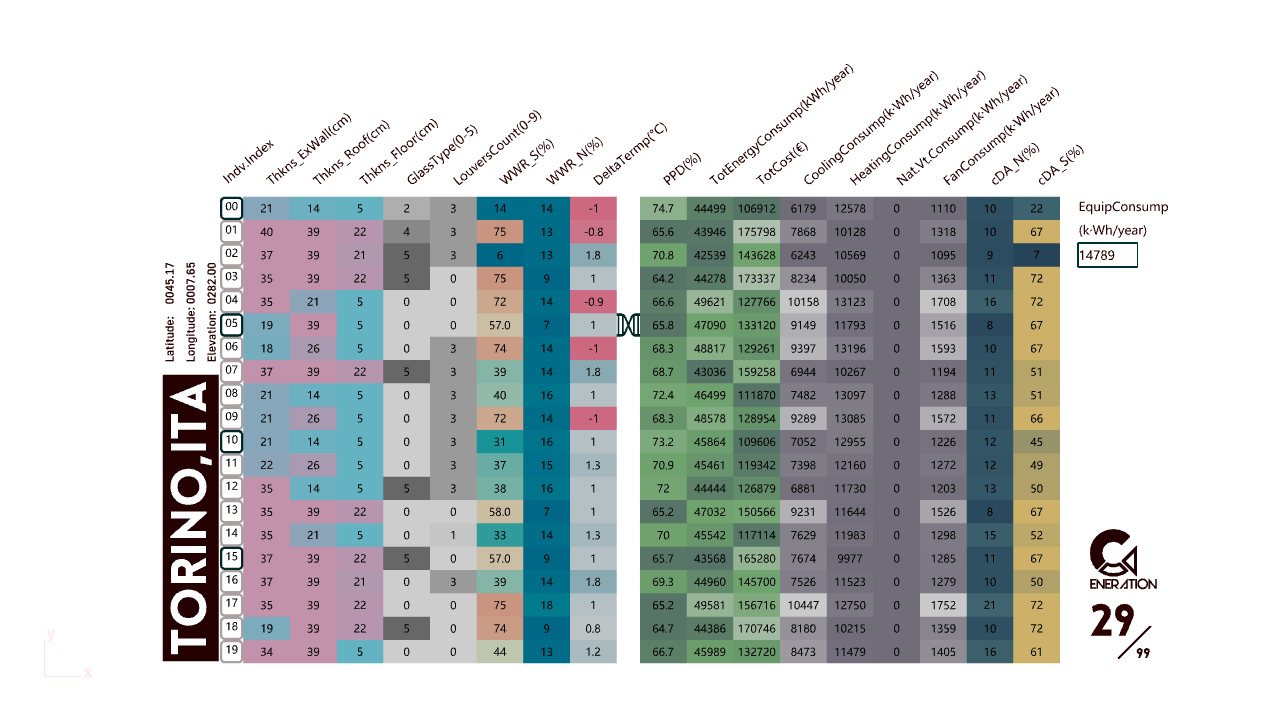 Indv.Index Thkns_ExWall(cm) Thkns_Roof(cm) Thkns_Floor(cm) GlassType(0-5) LouversCount(0-9) WWR_S(%) WWR_N(%) DeltaTermp(°C) PPD(%) TotEnergyConsump(kWh/year) TotCost(€) CoolingConsump(k·Wh/year) HeatingConsump(k·Wh/year) Nat.Vt.Consump(k·Wh/year) FanConsump(k·Wh/year) cDA_N(%) cDA_S(%)
00 21 14 5 2 3 14 14 -1 74.7 44499 106912 6179 12578 0 1110 10 22
01 40 39 22 4 3 75 13 -0.8 65.6 43946 175798 7868 10128 0 1318 10 67
02 37 39 21 5 3 6 13 1.8 70.8 42539 143628 6243 10569 0 1095 9 7
03 35 39 22 5 0 75 9 1 64.2 44278 173337 8234 10050 0 1363 11 72
04 35 21 5 0 0 72 14 -0.9 66.6 49621 127766 10158 13123 0 1708 16 72
05 19 39 5 0 0 57.0 7 1 65.8 47090 133120 9149 11793 0 1516 8 67
06 18 26 5 0 3 74 14 -1 68.3 48817 129261 9397 13196 0 1593 10 67
07 37 39 22 5 3 39 14 1.8 68.7 43036 159258 6944 10267 0 1194 11 51
08 21 14 5 0 3 40 16 1 72.4 46499 111870 7482 13097 0 1288 13 51
09 21 26 5 0 3 72 14 -1 68.3 48578 128954 9289 13085 0 1572 11 66
10 21 14 5 0 3 31 16 1 73.2 45864 109606 7052 12955 0 1226 12 45
11 22 26 5 0 3 37 15 1.3 70.9 45461 119342 7398 12160 0 1272 12 49
12 35 14 5 5 3 38 16 1 72 44444 126879 6881 11730 0 1203 13 50
13 35 39 22 0 0 58.0 7 1 65.2 47032 150566 9231 11644 0 1526 8 67
14 35 21 5 0 1 33 14 1.3 70 45542 117114 7629 11983 0 1298 15 52
15 37 39 22 5 0 57.0 9 1 65.7 43568 165280 7674 9977 0 1285 11 67
16 37 39 21 0 3 39 14 1.8 69.3 44960 145700 7526 11523 0 1279 10 50
17 35 39 22 0 0 75 18 1 65.2 49581 156716 10447 12750 0 1752 21 72
18 19 39 22 5 0 74 9 0.8 64.7 44386 170746 8180 10215 0 1359 10 72
19 34 39 5 0 0 44 13 1.2 66.7 45989 132720 8473 11479 0 1405 16 61
EquipConsump
(k·Wh/year)
14789
Latitude: 0045.17
Longitude: 0007.65
Elevation: 0282.00
TORINO,ITA
ENERATION
29/99
y
x